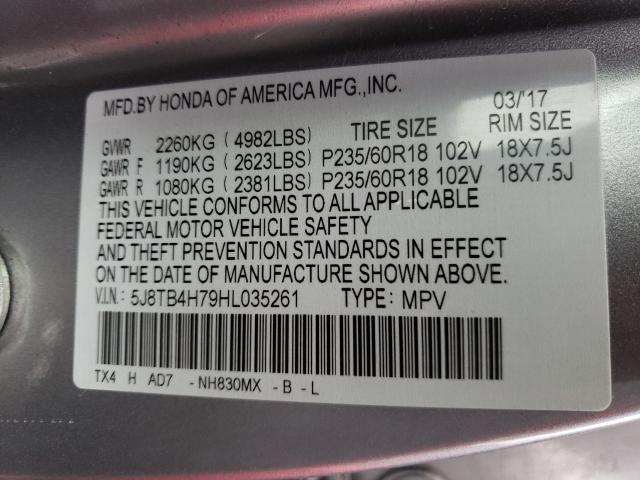 MFD.BY HONDA OF AMERICA MFG.,INC. 03/'17
GVWR 2260KG ( 4982LBS) TIRE SIZE RIM SIZE
GAWR F 1190KG ( 2623LBS) P235/60R18 102V 18X7.5J
GAWR R 1080KG ( 2381LBS) P235/60R18 102V 18X7.5J
THIS VEHICLE CONFORMS TO ALL APPLICABLE
FEDERAL MOTOR VEHICLE SAFETY
AND THEFT PREVENTION STANDARDS IN EFFECT
ON THE DATE OF MANUFACTURE SHOWN ABOVE.
V.I.N.: 5J8TB4H79HL035261 TYPE: MPV
TX4 H AD7 - NH830MX - B - L